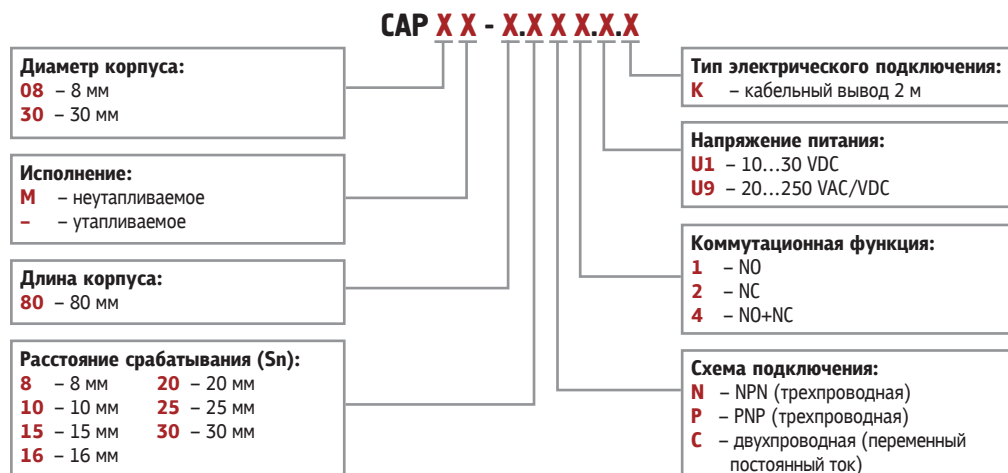 CAP X X - X.X X X.X.X
Диаметр корпуса:
08 – 8 мм
30 – 30 мм
Исполнение:
М – неутапливаемое
– – утапливаемое
Длина корпуса:
80 – 80 мм
Расстояние срабатывания (Sn):
8 – 8 мм 20 – 20 мм
10 – 10 мм 25 – 25 мм
15 – 15 мм 30 – 30 мм
16 – 16 мм
Тип электрического подключения:
К – кабельный вывод 2 м
Напряжение питания:
U1 – 10...30 VDC
U9 – 20...250 VAC/VDC
Коммутационная функция:
1 – NO
2 – NC
4 – NO+NC
Схема подключения:
N – NPN (трехпроводная)
P – PNP (трехпроводная)
C – двухпроводная (переменный
постоянный ток)